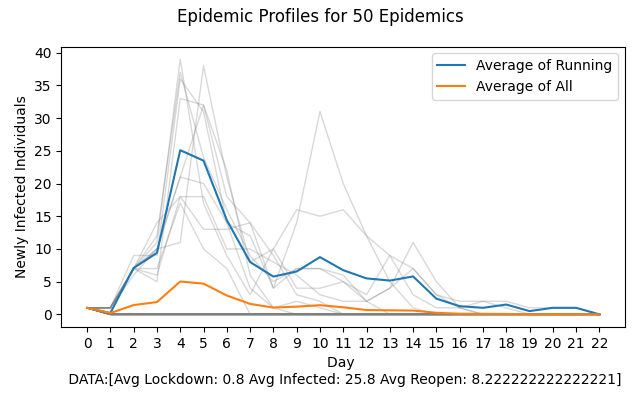 Epidemic Profiles for 50 Epidemics
Newly Infected Individuals
40
35
30
25
20
15
10
5
0
Average of Running
Average of All
0 1 2 3 4 5 6 7 8 9 10 11 12 13 14 15 16 17 18 19 20 21 22
Day
DATA:[Avg Lockdown: 0.8 Avg Infected: 25.8 Avg Reopen: 8.222222222222221]